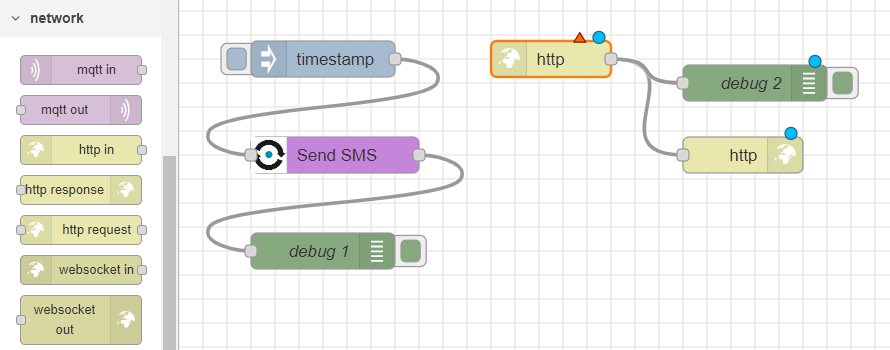 network
mqtt in
mqtt out
http in
http response
http request
websocket in
websocket
out
timestamp
Send SMS
debug 1
http
debug 2
http